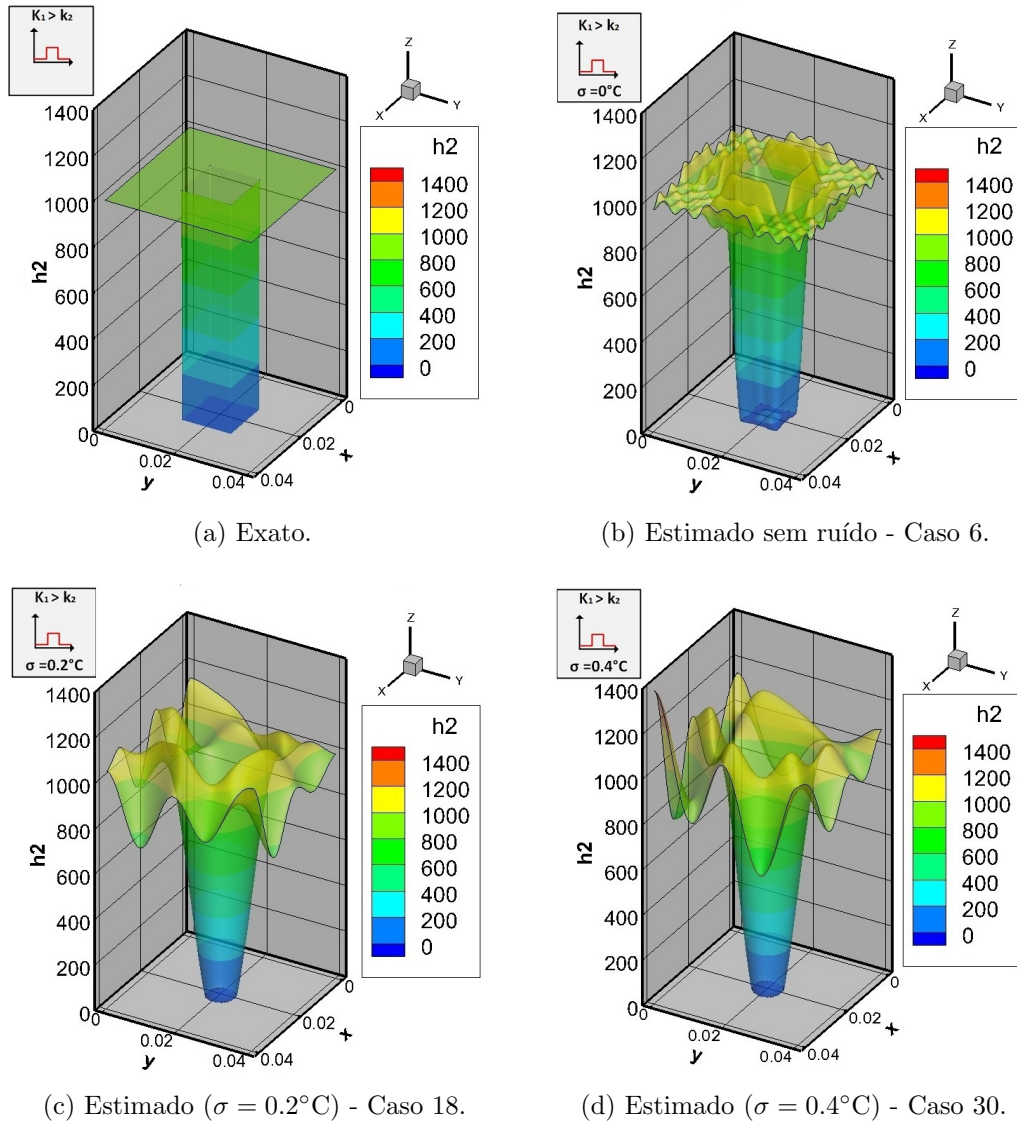 K₁ > k₂
Z
X
Y
1400
1200
1000
800
600
400
200
0
h2
0
0.02
0.04
y
0.04
0.02
0
x
h2
1400
1200
1000
800
600
400
200
0
(a) Exato.
K₁ > k₂
σ =0°C
Z
X
Y
1400
1200
1000
800
600
400
200
0
h2
0
0.02
0.04
y
0.04
0.02
0
x
h2
1400
1200
1000
800
600
400
200
0
(b) Estimado sem ruído - Caso 6.
K₁ > k₂
σ =0.2°C
Z
X
Y
1400
1200
1000
800
600
400
200
0
h2
0
0.02
0.04
y
0.04
0.02
0
x
h2
1400
1200
1000
800
600
400
200
0
(c) Estimado (σ = 0.2°C) - Caso 18.
K₁ > k₂
σ =0.4°C
Z
X
Y
1400
1200
1000
800
600
400
200
0
h2
0
0.02
0.04
y
0.04
0.02
0
x
h2
1400
1200
1000
800
600
400
200
0
(d) Estimado (σ = 0.4°C) - Caso 30.